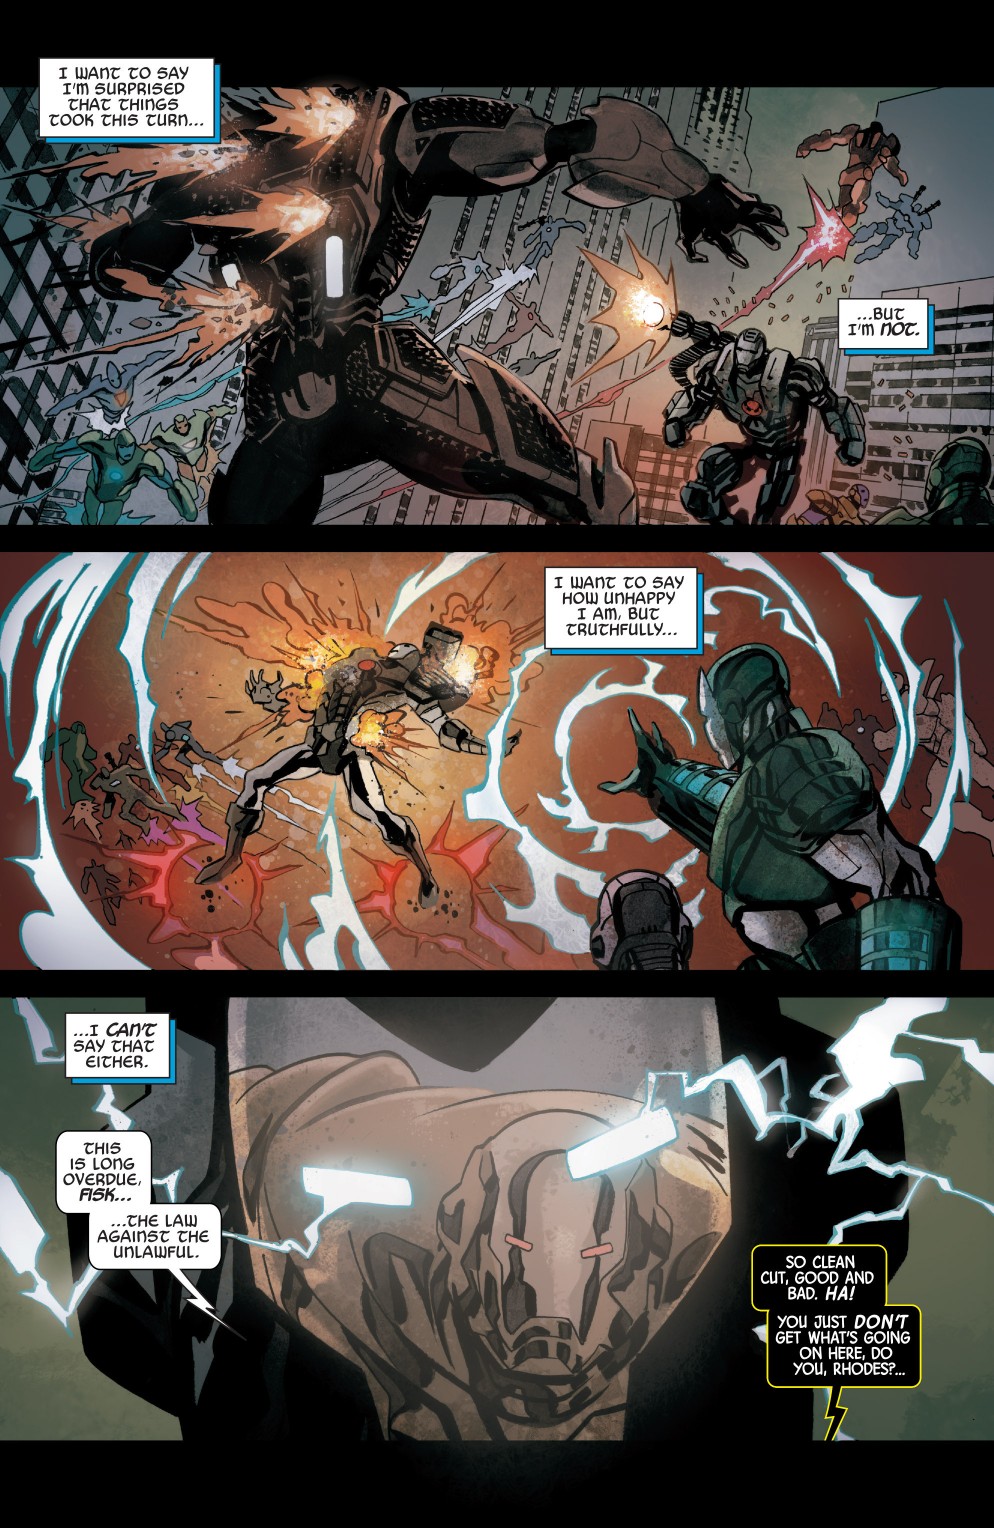 I WANT TO SAY
I'M SURPRISED
THAT THINGS
TOOK THIS TURN...
...BUT
I'M NOT.
I WANT TO SAY
HOW UNHAPPY
I AM, BUT
TRUTHFULLY...
...I CAN'T
SAY THAT
EITHER.
THIS
IS LONG
OVERDUE,
FISK...
...THE LAW
AGAINST THE
UNLAWFUL.
SO CLEAN
CUT, GOOD AND
BAD. HA!
YOU JUST DON'T
GET WHAT'S GOING
ON HERE, DO
YOU, RHODES?...